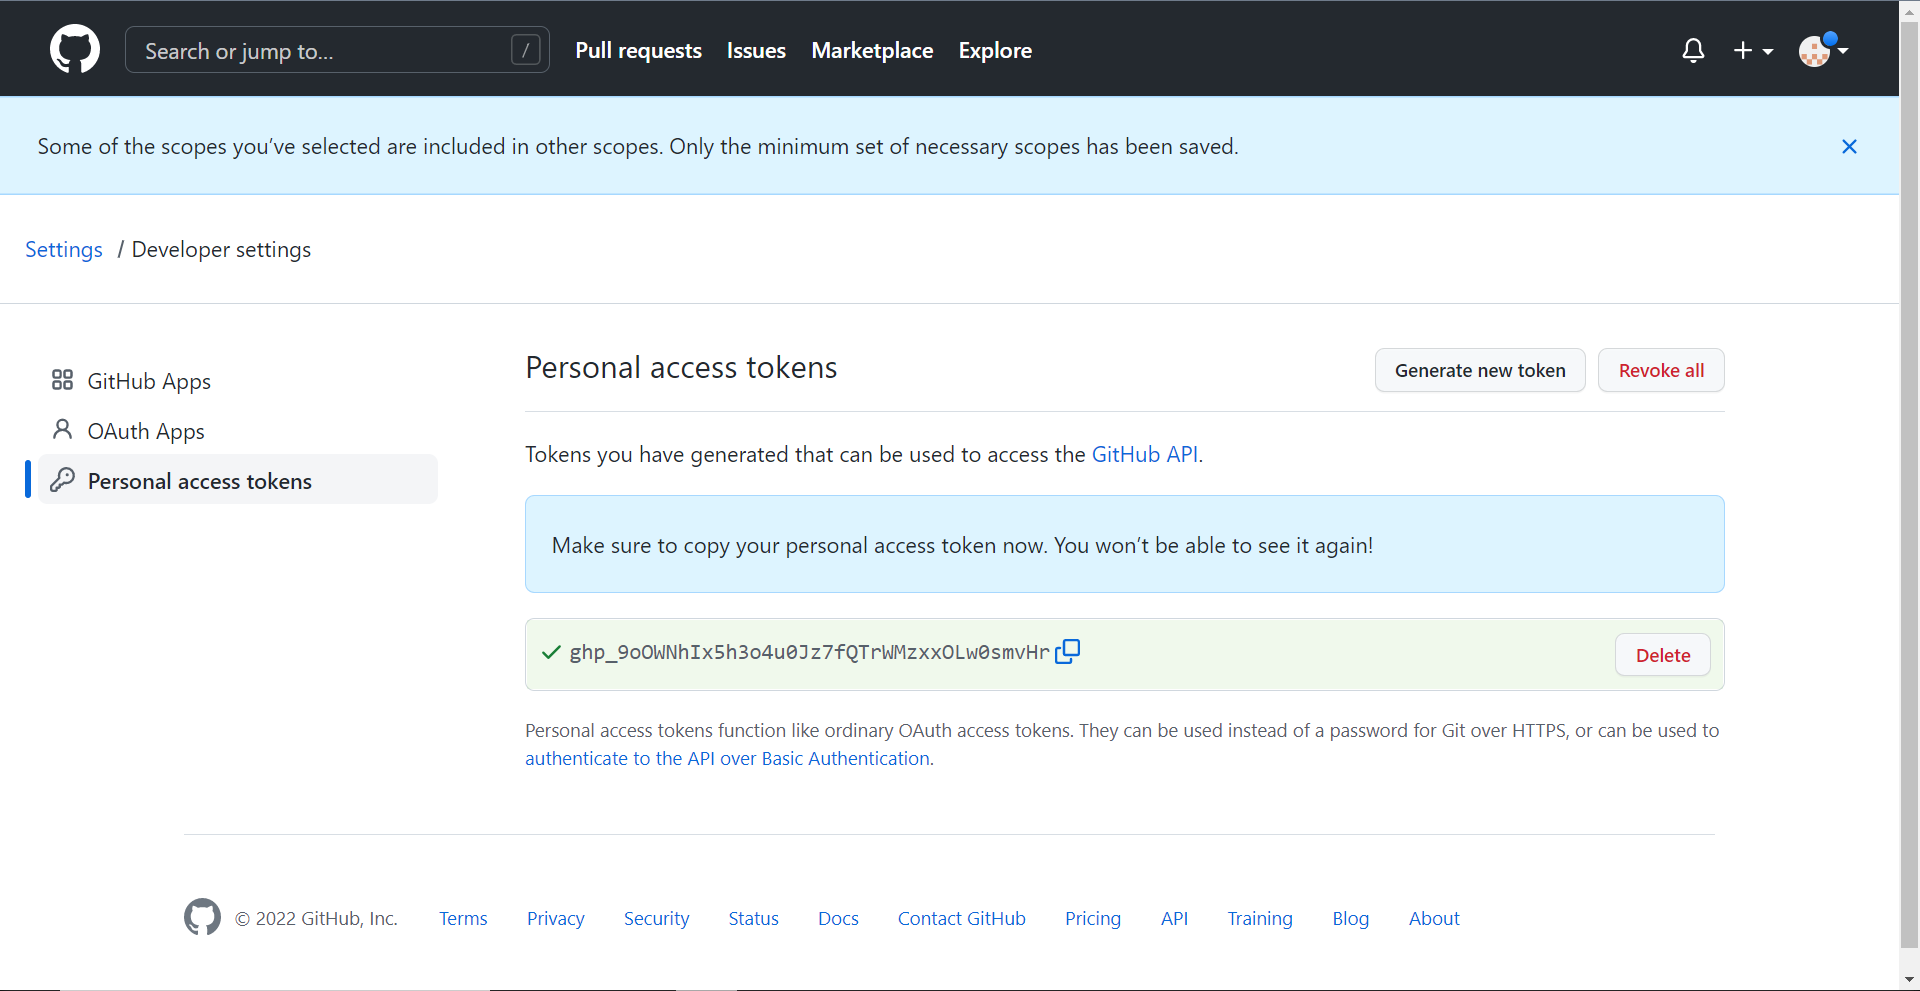 Search or jump to... /
Pull requests
Issues
Marketplace
Explore
Some of the scopes you’ve selected are included in other scopes. Only the minimum set of necessary scopes has been saved.
Settings / Developer settings
GitHub Apps
OAuth Apps
Personal access tokens
Personal access tokens
Generate new token
Revoke all
Tokens you have generated that can be used to access the GitHub API.
Make sure to copy your personal access token now. You won’t be able to see it again!
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
Delete
Personal access tokens function like ordinary OAuth access tokens. They can be used instead of a password for Git over HTTPS, or can be used to
authenticate to the API over Basic Authentication.
© 2022 GitHub, Inc.
Terms
Privacy
Security
Status
Docs
Contact GitHub
Pricing
API
Training
Blog
About